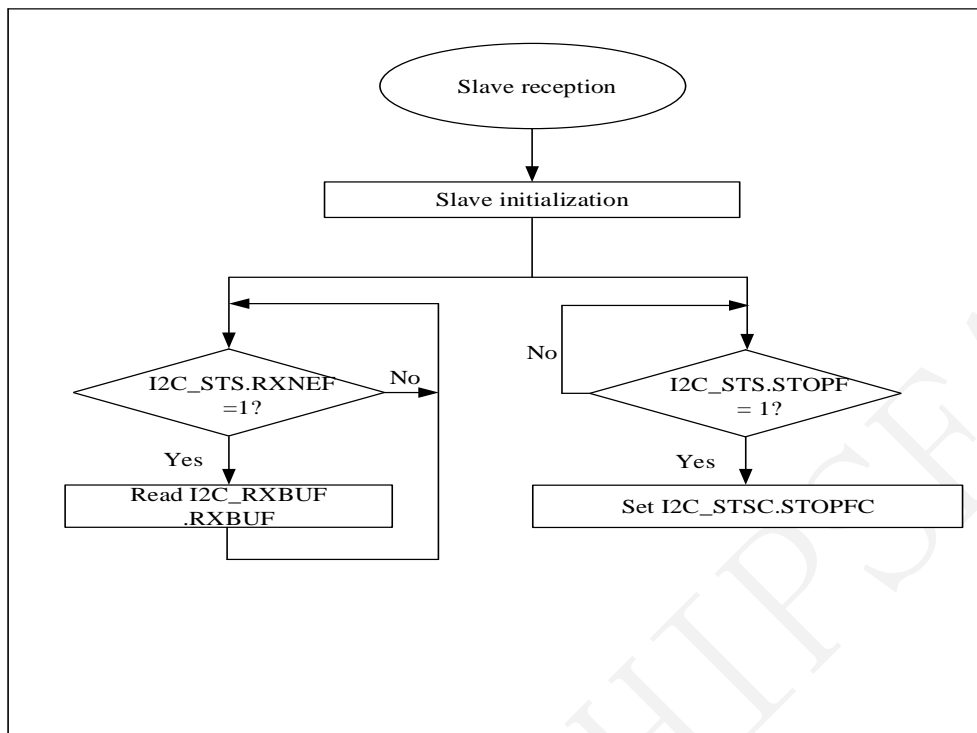 Slave reception
Slave initialization
No
I2C_STS.RXNEF
=1?
No
I2C_STS.STOPF
= 1?
Yes
Yes
Read I2C_RXBUF
.RXBUF
Set I2C_STSC.STOPFC